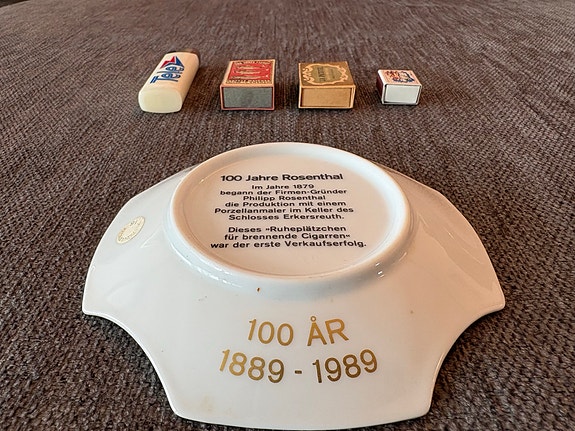 100 Jahre Rosenthal
Im Jahre 1879
begann der Firmen-Gründer
Philipp Rosenthal
die Produktion mit einem
Porzellanmaler im Keller des
Schlosses Erkersreuth.
Dieses »Ruheplätzchen
für brennende Cigarren«
war der erste Verkaufserfolg.
100 ÅR
1889 - 1989